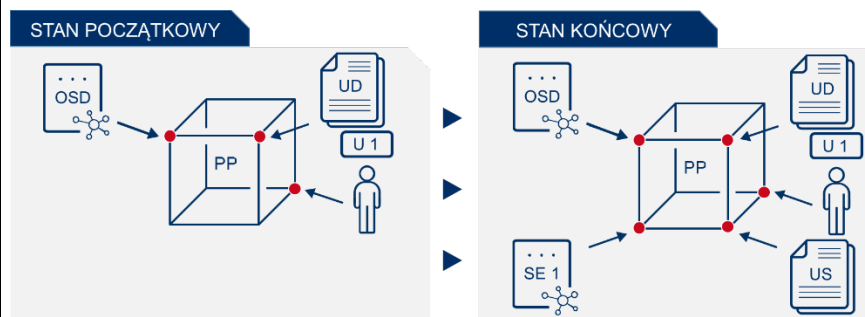 STAN POCZĄTKOWY
OSD
UD
U 1
PP
STAN KOŃCOWY
OSD
UD
U 1
PP
SE 1
US